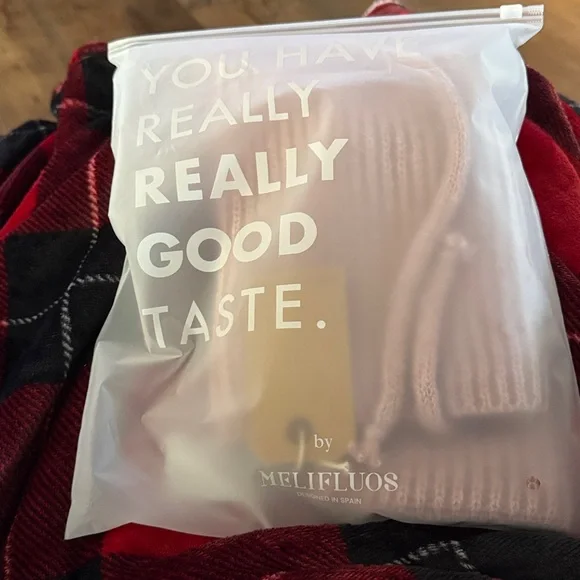 YOU HAVE
REALLY
REALLY
GOOD
TASTE.
by
MELIFLUOS
DESIGNED IN SPAIN